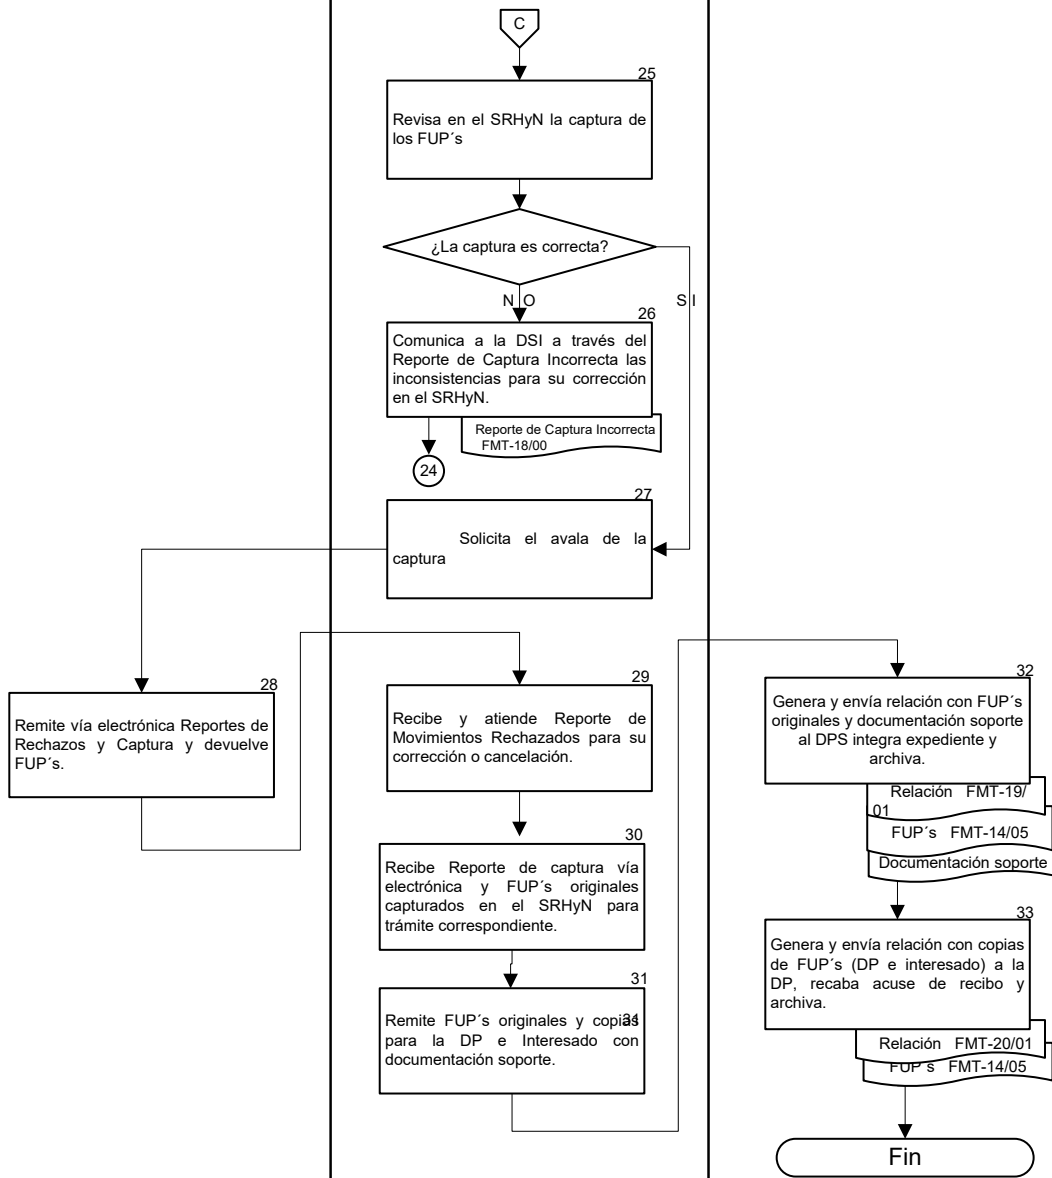 C
25
Revisa en el SRHyN la captura de
los FUP´s
¿La captura es correcta?
N O
S I
26
Comunica a la DSI a través del
Reporte de Captura Incorrecta las
inconsistencias para su corrección
en el SRHyN.
Reporte de Captura Incorrecta
FMT-18/00
24
27
Solicita el avala de la
captura
28
Remite vía electrónica Reportes de
Rechazos y Captura y devuelve
FUP´s.
29
Recibe y atiende Reporte de
Movimientos Rechazados para su
corrección o cancelación.
30
Recibe Reporte de captura vía
electrónica y FUP´s originales
capturados en el SRHyN para
trámite correspondiente.
31
31
Remite FUP´s originales y copias
para la DP e Interesado con
documentación soporte.
32
Genera y envía relación con FUP´s
originales y documentación soporte
al DPS integra expediente y
archiva.
Relación FMT-19/
01
FUP´s FMT-14/05
Documentación soporte
33
Genera y envía relación con copias
de FUP´s (DP e interesado) a la
DP, recaba acuse de recibo y
archiva.
Relación FMT-20/01
FUP´s FMT-14/05
Fin